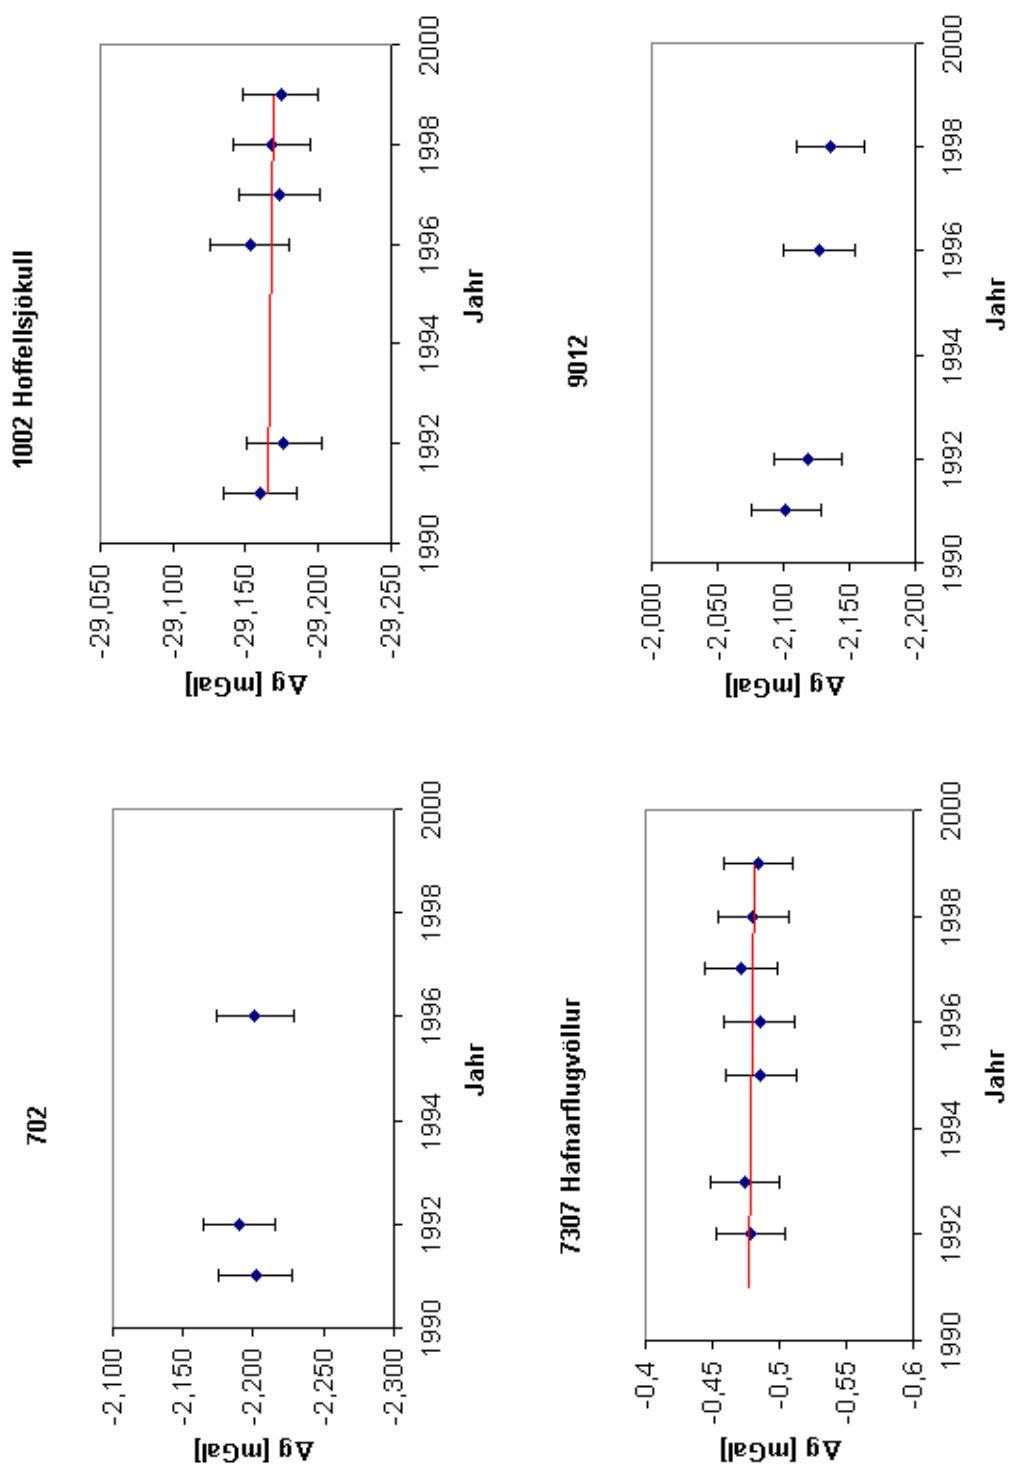 702
-2,100
-2,150
-2,200
-2,250
-2,300
Δg [mGal]
1990 1992 1994 1996 1998 2000
Jahr
1002 Hoffellsjökull
-29,050
-29,100
-29,150
-29,200
-29,250
Δg [mGal]
1990 1992 1994 1996 1998 2000
Jahr
7307 Hafnarflugvöllur
-0,4
-0,45
-0,5
-0,55
-0,6
Δg [mGal]
1990 1992 1994 1996 1998 2000
Jahr
9012
-2,000
-2,050
-2,100
-2,150
-2,200
Δg [mGal]
1990 1992 1994 1996 1998 2000
Jahr